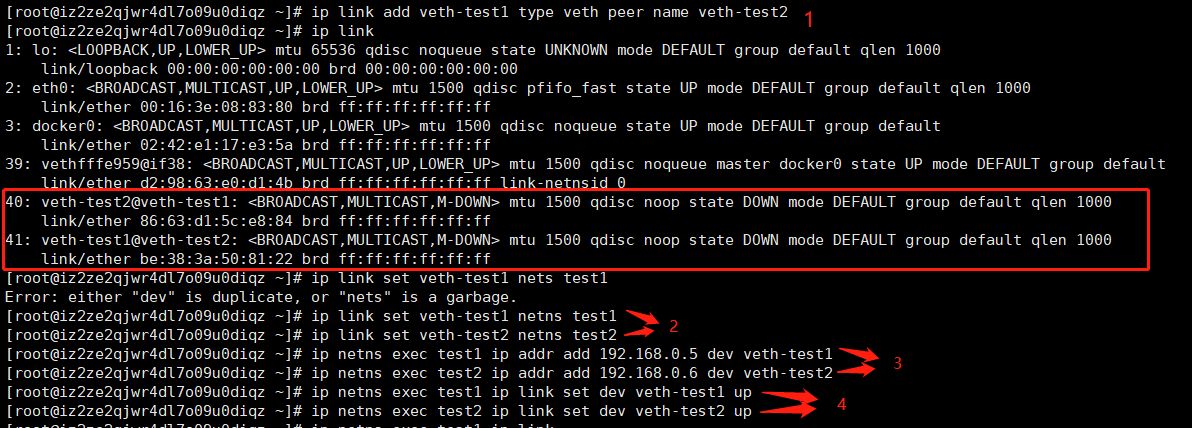 [root@iz2ze2qjwr4dl7o09u0diqz ~]# ip link add veth-test1 type veth peer name veth-test2 1
[root@iz2ze2qjwr4dl7o09u0diqz ~]# ip link
1: lo: <LOOPBACK,UP,LOWER_UP> mtu 65536 qdisc noqueue state UNKNOWN mode DEFAULT group default qlen 1000
    link/loopback 00:00:00:00:00:00 brd 00:00:00:00:00:00
2: eth0: <BROADCAST,MULTICAST,UP,LOWER_UP> mtu 1500 qdisc pfifo_fast state UP mode DEFAULT group default qlen 1000
    link/ether 00:16:3e:08:83:80 brd ff:ff:ff:ff:ff:ff
3: docker0: <BROADCAST,MULTICAST,UP,LOWER_UP> mtu 1500 qdisc noqueue state UP mode DEFAULT group default
    link/ether 02:42:e1:17:e3:5a brd ff:ff:ff:ff:ff:ff
39: vethfffe959@if38: <BROADCAST,MULTICAST,UP,LOWER_UP> mtu 1500 qdisc noqueue master docker0 state UP mode DEFAULT group default
    link/ether d2:98:63:e0:d1:4b brd ff:ff:ff:ff:ff:ff link-netnsid 0
40: veth-test2@veth-test1: <BROADCAST,MULTICAST,M-DOWN> mtu 1500 qdisc noop state DOWN mode DEFAULT group default qlen 1000
    link/ether 86:63:d1:5c:e8:84 brd ff:ff:ff:ff:ff:ff
41: veth-test1@veth-test2: <BROADCAST,MULTICAST,M-DOWN> mtu 1500 qdisc noop state DOWN mode DEFAULT group default qlen 1000
    link/ether be:38:3a:50:81:22 brd ff:ff:ff:ff:ff:ff
[root@iz2ze2qjwr4dl7o09u0diqz ~]# ip link set veth-test1 nets test1
Error: either "dev" is duplicate, or "nets" is a garbage.
[root@iz2ze2qjwr4dl7o09u0diqz ~]# ip link set veth-test1 netns test1
[root@iz2ze2qjwr4dl7o09u0diqz ~]# ip link set veth-test2 netns test2 2
[root@iz2ze2qjwr4dl7o09u0diqz ~]# ip netns exec test1 ip addr add 192.168.0.5 dev veth-test1
[root@iz2ze2qjwr4dl7o09u0diqz ~]# ip netns exec test2 ip addr add 192.168.0.6 dev veth-test2 3
[root@iz2ze2qjwr4dl7o09u0diqz ~]# ip netns exec test1 ip link set dev veth-test1 up
[root@iz2ze2qjwr4dl7o09u0diqz ~]# ip netns exec test2 ip link set dev veth-test2 up 4
[root@iz2ze2qjwr4dl7o09u0diqz ~]# ip netns exec test1 ip link